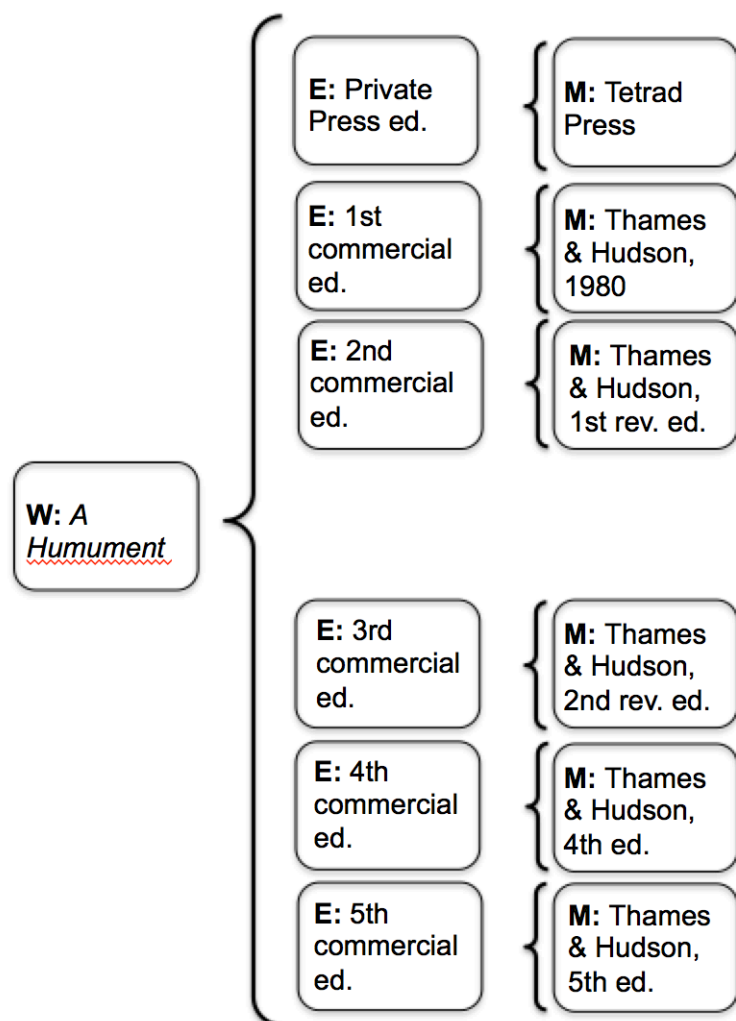 E: Private
Press ed.
M: Tetrad
Press
E: 1st
commercial
ed.
M: Thames
& Hudson,
1980
E: 2nd
commercial
ed.
M: Thames
& Hudson,
1st rev. ed.
W: A
Humument
E: 3rd
commercial
ed.
M: Thames
& Hudson,
2nd rev. ed.
E: 4th
commercial
ed.
M: Thames
& Hudson,
4th ed.
E: 5th
commercial
ed.
M: Thames
& Hudson,
5th ed.